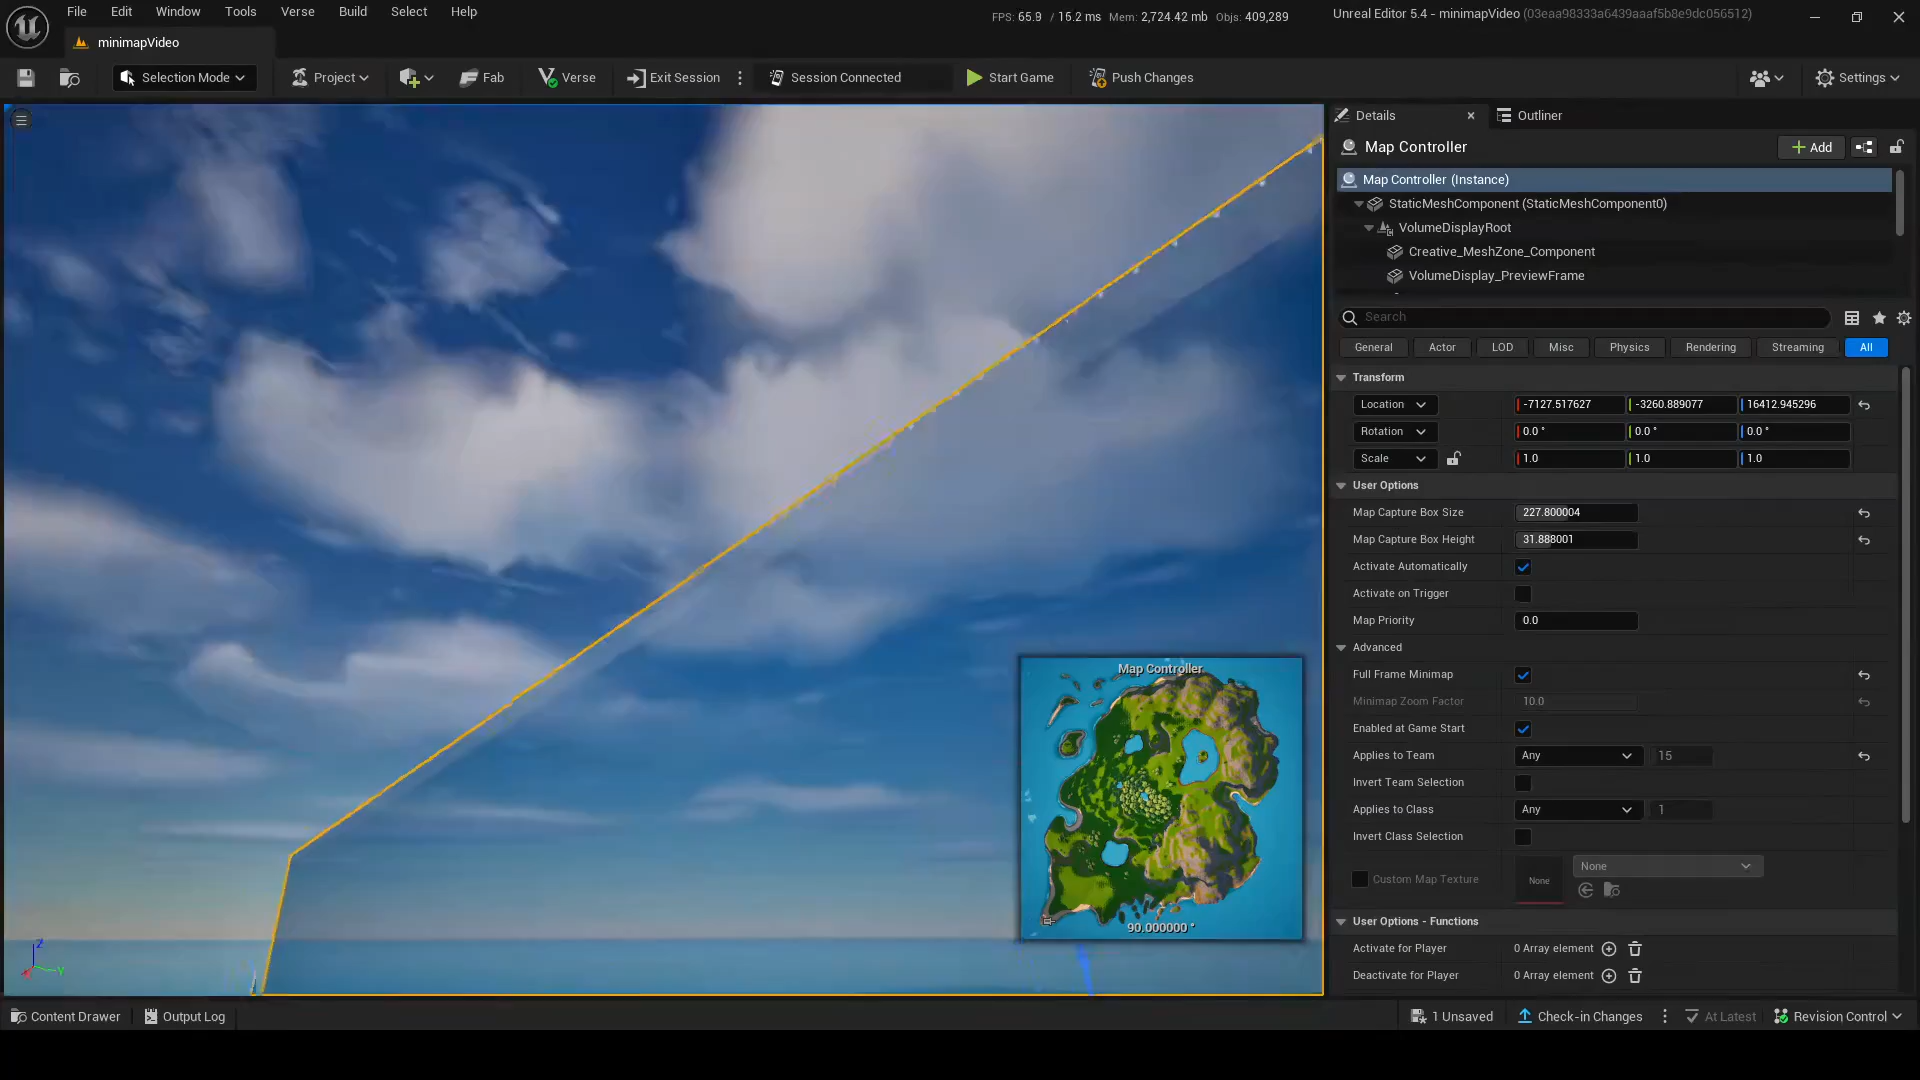 File Edit Window Tools Verse Build Select Help
FPS: 65.9 / 15.2 ms Mem: 2,724.42 mb Objs: 409,289
Unreal Editor 5.4 - minimapVideo (03eaa98333a6439aaaf5b8e9dc056512)
minimapVideo
Selection Mode Project Fab Verse Exit Session Session Connected Start Game Push Changes Settings
Details Outliner
Map Controller Add
Map Controller (Instance)
StaticMeshComponent (StaticMeshComponent0)
VolumeDisplayRoot
Creative_MeshZone_Component
VolumeDisplay_PreviewFrame
Search
General Actor LOD Misc Physics Rendering Streaming All
Transform
Location -7127.517627 -3260.889077 16412.945296
Rotation 0.0 ° 0.0 ° 0.0 °
Scale 1.0 1.0 1.0
User Options
Map Capture Box Size 227.800004
Map Capture Box Height 31.888001
Activate Automatically
Activate on Trigger
Map Priority 0.0
Advanced
Full Frame Minimap
Minimap Zoom Factor 10.0
Enabled at Game Start
Applies to Team Any 15
Invert Team Selection
Applies to Class Any 1
Invert Class Selection
Custom Map Texture None None
User Options - Functions
Activate for Player 0 Array element
Deactivate for Player 0 Array element
Map Controller
90.000000 °
Z
Y
Content Drawer Output Log 1 Unsaved Check-in Changes At Latest Revision Control